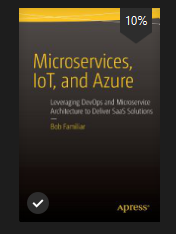 10%
Microservices,
IoT, and Azure
Leveraging DevOps and Microservice
Architecture to Deliver SaaS Solutions
Bob Familiar
Apress